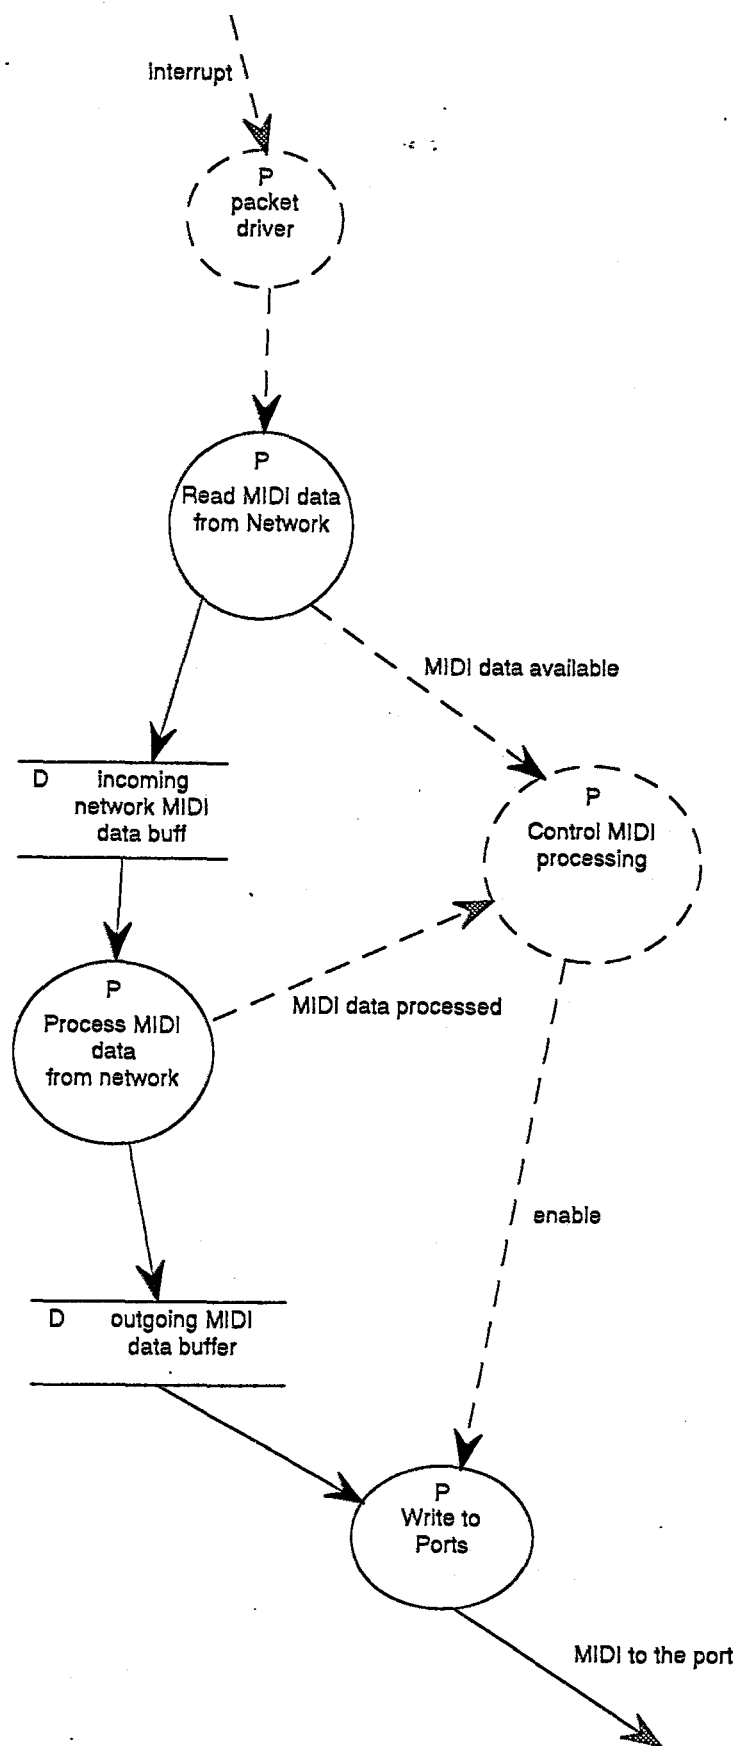 Interrupt
P
packet
driver
P
Read MIDI data
from Network
MIDI data available
D incoming
network MIDI
data buff
P
Control MIDI
processing
P
Process MIDI
data
from network
MIDI data processed
enable
D outgoing MIDI
data buffer
P
Write to
Ports
MIDI to the port